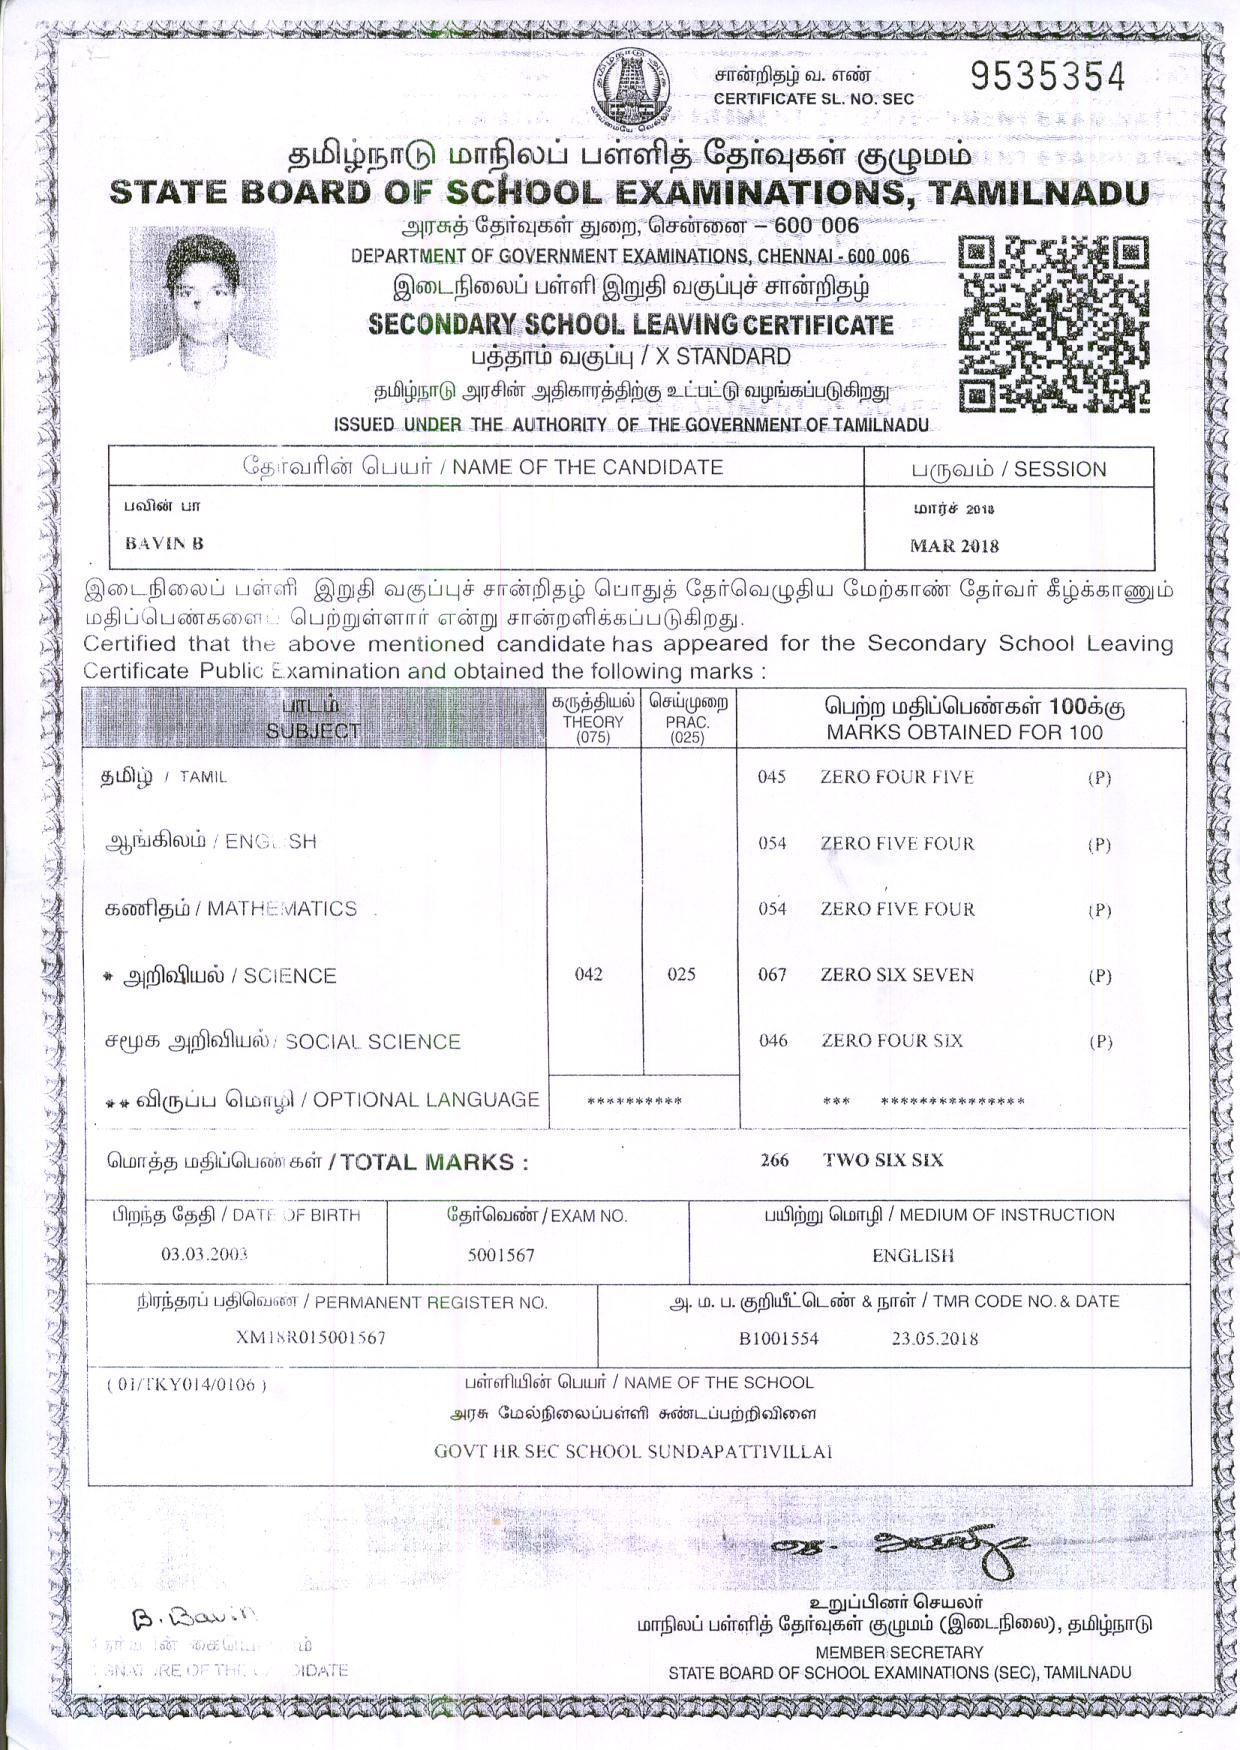 சான்றிதழ் வ. எண்
CERTIFICATE SL. NO. SEC
9535354
தமிழ்நாடு மாநிலப் பள்ளித் தேர்வுகள் குழுமம்
STATE BOARD OF SCHOOL EXAMINATIONS, TAMILNADU
அரசுத் தேர்வுகள் துறை, சென்னை – 600 006
DEPARTMENT OF GOVERNMENT EXAMINATIONS, CHENNAI - 600 006
இடைநிலைப் பள்ளி இறுதி வகுப்புச் சான்றிதழ்
SECONDARY SCHOOL LEAVING CERTIFICATE
பத்தாம் வகுப்பு / X STANDARD
தமிழ்நாடு அரசின் அதிகாரத்திற்கு உட்பட்டு வழங்கப்படுகிறது
ISSUED UNDER THE AUTHORITY OF THE GOVERNMENT OF TAMILNADU
தேர்வரின் பெயர் / NAME OF THE CANDIDATE பருவம் / SESSION
பவின் பா மார்ச் 2018
BAVIN B MAR 2018
இடைநிலைப் பள்ளி இறுதி வகுப்புச் சான்றிதழ் பொதுத் தேர்வெழுதிய மேற்காண் தேர்வர் கீழ்க்காணும்
மதிப்பெண்களைப் பெற்றுள்ளார் என்று சான்றளிக்கப்படுகிறது.
Certified that the above mentioned candidate has appeared for the Secondary School Leaving
Certificate Public Examination and obtained the following marks :
பாடம் கருத்தியல் செய்முறை பெற்ற மதிப்பெண்கள் 100க்கு
SUBJECT THEORY PRAC. MARKS OBTAINED FOR 100
(075) (025)
தமிழ் / TAMIL 045 ZERO FOUR FIVE (P)
ஆங்கிலம் / ENGLISH 054 ZERO FIVE FOUR (P)
கணிதம் / MATHEMATICS 054 ZERO FIVE FOUR (P)
* அறிவியல் / SCIENCE 042 025 067 ZERO SIX SEVEN (P)
சமூக அறிவியல் / SOCIAL SCIENCE 046 ZERO FOUR SIX (P)
** விருப்ப மொழி / OPTIONAL LANGUAGE ********** *** ***************
மொத்த மதிப்பெண்கள் / TOTAL MARKS : 266 TWO SIX SIX
பிறந்த தேதி / DATE OF BIRTH தேர்வெண் / EXAM NO. பயிற்று மொழி / MEDIUM OF INSTRUCTION
03.03.2003 5001567 ENGLISH
நிரந்தரப் பதிவெண் / PERMANENT REGISTER NO. அ. ம. ப. குறியீட்டெண் & நாள் / TMR CODE NO. & DATE
XM18R015001567 B1001554 23.05.2018
( 01/TKY014/0106 ) பள்ளியின் பெயர் / NAME OF THE SCHOOL
அரசு மேல்நிலைப்பள்ளி சுண்டப்பற்றிவிளை
GOVT HR SEC SCHOOL SUNDAPATTIVILLAI
B. Bavin
SIGNATURE OF THE CANDIDATE
உறுப்பினர் செயலர்
மாநிலப் பள்ளித் தேர்வுகள் குழுமம் (இடைநிலை), தமிழ்நாடு
MEMBER SECRETARY
STATE BOARD OF SCHOOL EXAMINATIONS (SEC), TAMILNADU